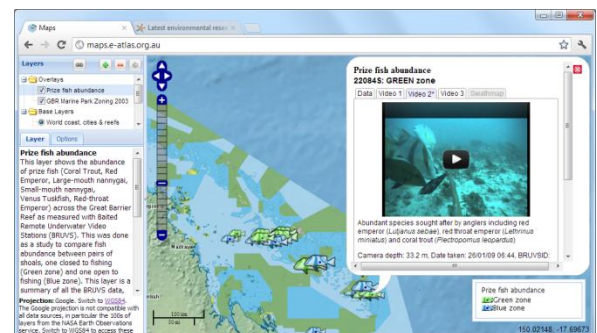 Maps
Latest environmental resea
maps.e-atlas.org.au
Layers
Overlays
Prize fish abundance
GBR Marine Park Zoning 2003
Base Layers
World coast, cities & reefs
Layer Options
Prize fish abundance
This layer shows the abundance
of prize fish (Coral Trout, Red
Emperor, Large-mouth nannygai,
Small-mouth nannygai,
Venus Tuskfish, Red-throat
Emperor) across the Great Barrier
Reef as measured with Baited
Remote Underwater Video
Stations (BRUVS). This was done
as a study to compare fish
abundance between pairs of
shoals, one closed to fishing
(Green zone) and one open to
fishing (Blue zone). This layer is a
summary of all the BRUVS data,
Projection: Google. Switch to WGS84.
The Google projection is not compatible with
all data sources, in particular the 100s of
layers from the NASA Earth Observations
service. Switch to WGS84 to access these
100 km
Prize fish abundance
22084S: GREEN zone
Data Video 1 Video 2* Video 3 Deathmap
Abundant species sought after by anglers including red
emperor (Lutjanus sebae), red throat emperor (Lethrinus
miniatus) and coral trout (Plectropomus leopardus)
Camera depth: 33.2 m, Date taken: 26/01/09 06:44, BRUVSID:
Prize fish abundance
Green zone
Blue zone
150.02148, -17.69673